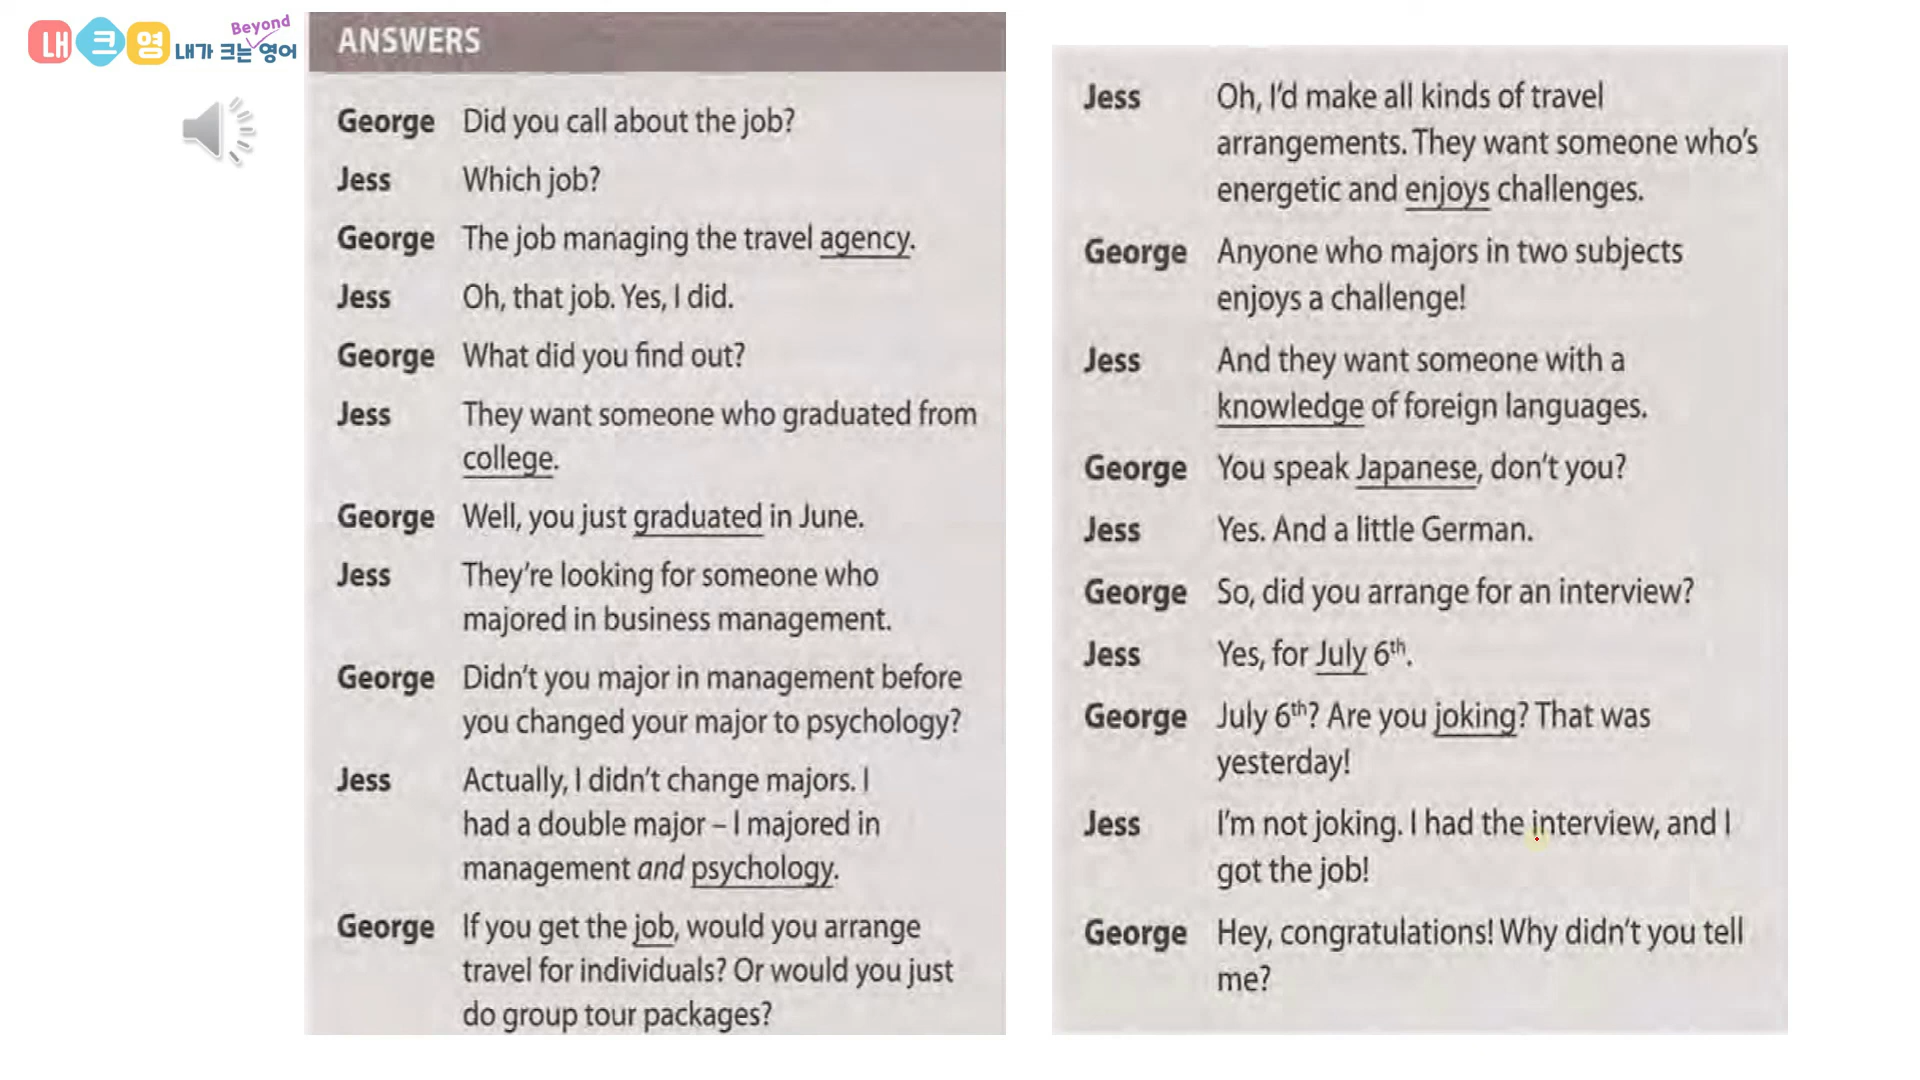 내크영 내가 크는 영어
Beyond
ANSWERS
George Did you call about the job?
Jess Which job?
George The job managing the travel agency.
Jess Oh, that job. Yes, I did.
George What did you find out?
Jess They want someone who graduated from
college.
George Well, you just graduated in June.
Jess They're looking for someone who
majored in business management.
George Didn't you major in management before
you changed your major to psychology?
Jess Actually, I didn't change majors. I
had a double major – I majored in
management and psychology.
George If you get the job, would you arrange
travel for individuals? Or would you just
do group tour packages?
Jess Oh, I'd make all kinds of travel
arrangements. They want someone who's
energetic and enjoys challenges.
George Anyone who majors in two subjects
enjoys a challenge!
Jess And they want someone with a
knowledge of foreign languages.
George You speak Japanese, don't you?
Jess Yes. And a little German.
George So, did you arrange for an interview?
Jess Yes, for July 6th.
George July 6th? Are you joking? That was
yesterday!
Jess I'm not joking. I had the interview, and I
got the job!
George Hey, congratulations! Why didn't you tell
me?